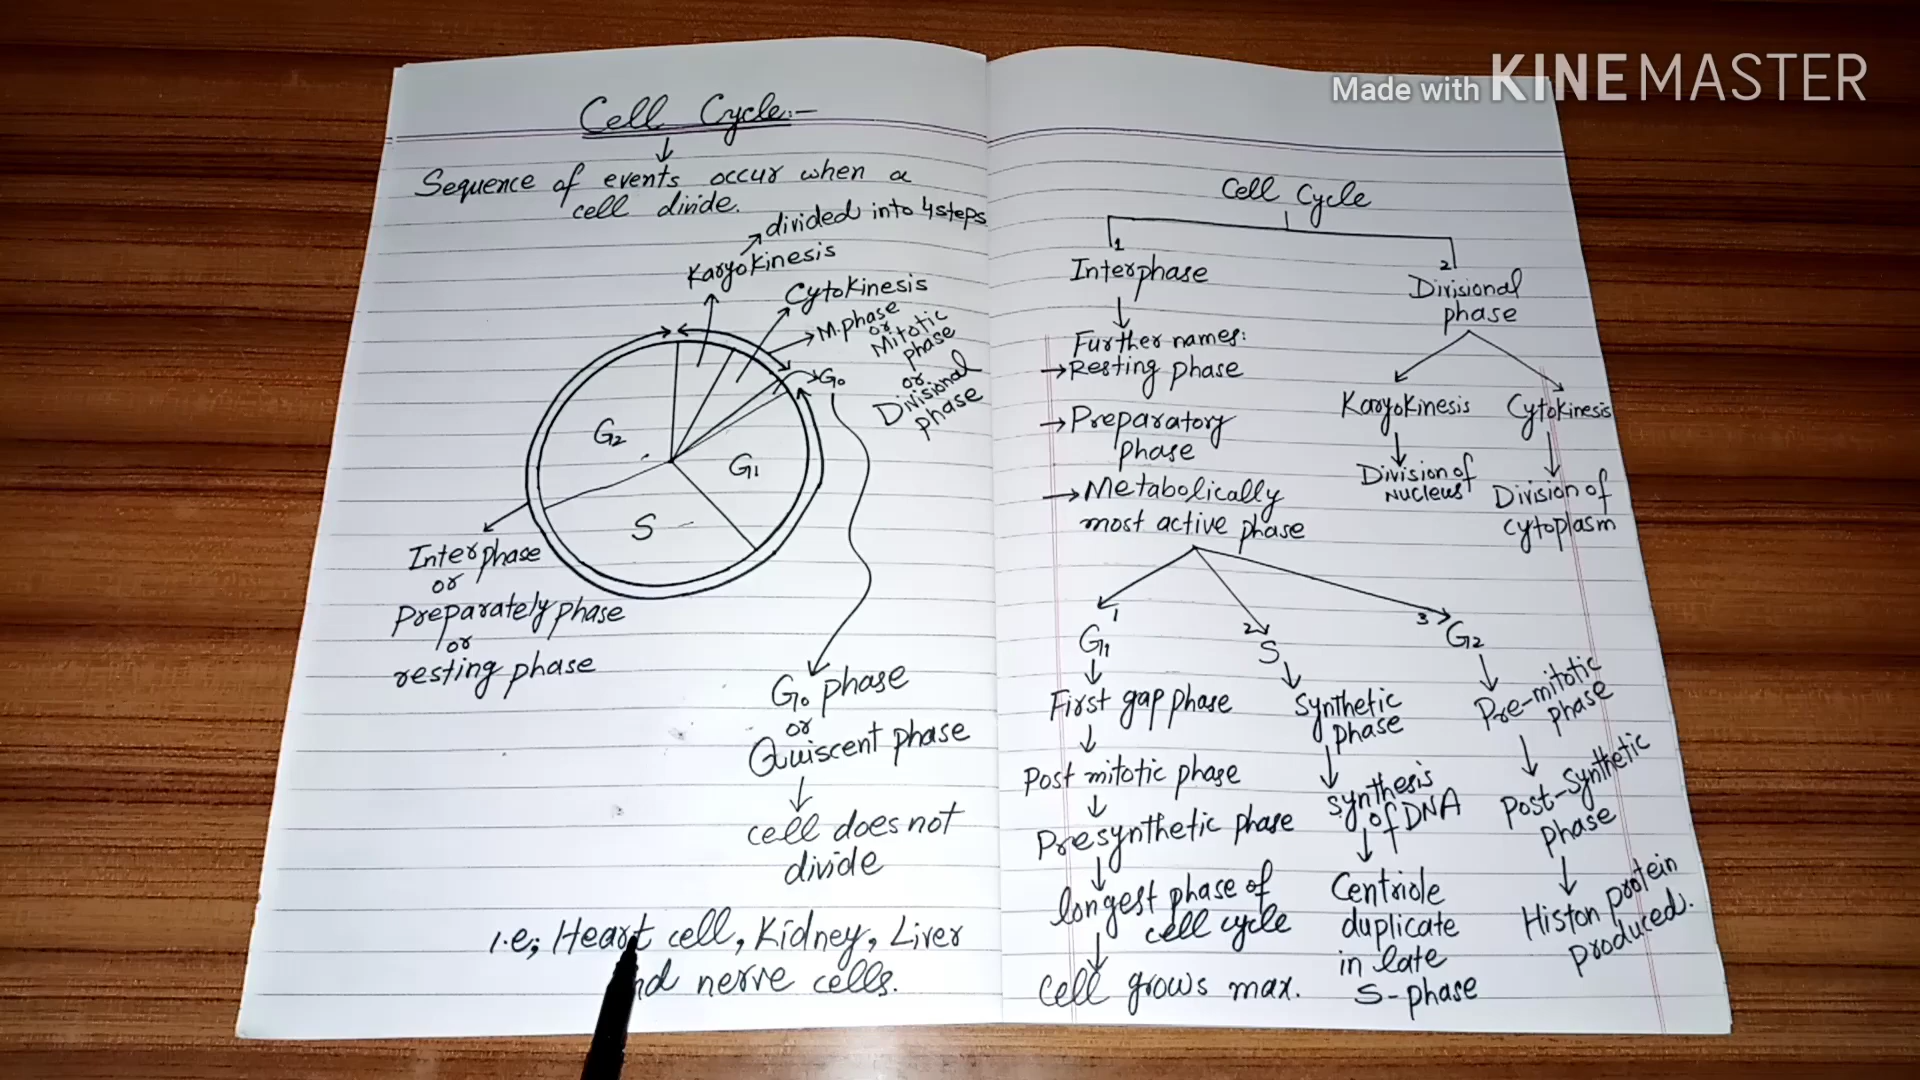 Made with KINEMASTER
Cell Cycle:-
Sequence of events occur when a
cell divide.
divided into 4 steps
Karyokinesis
Cytokinesis
M.phase
or
Mitotic
phase
or
Divisional
phase
G₀
G₂
G₁
S
Interphase
or
Preparately phase
or
resting phase
G₀ phase
or
Quiscent phase
cell does not
divide
i.e; Heart cell, Kidney, Liver
nd nerve cells.
Cell Cycle
1
Interphase
Further names:
Resting phase
Preparatory
phase
Metabolically
most active phase
2
Divisional
phase
Karyokinesis
Division of
Nucleus
Cytokinesis
Division of
cytoplasm
1
G₁
First gap phase
Post mitotic phase
Presynthetic phase
longest phase of
cell cycle
Cell grows max.
2
S
Synthetic
phase
Synthesis
of DNA
Centriole
duplicate
in late
S-phase
3
G₂
Pre-mitotic
phase
Post-Synthetic
phase
Histon protein
produced.